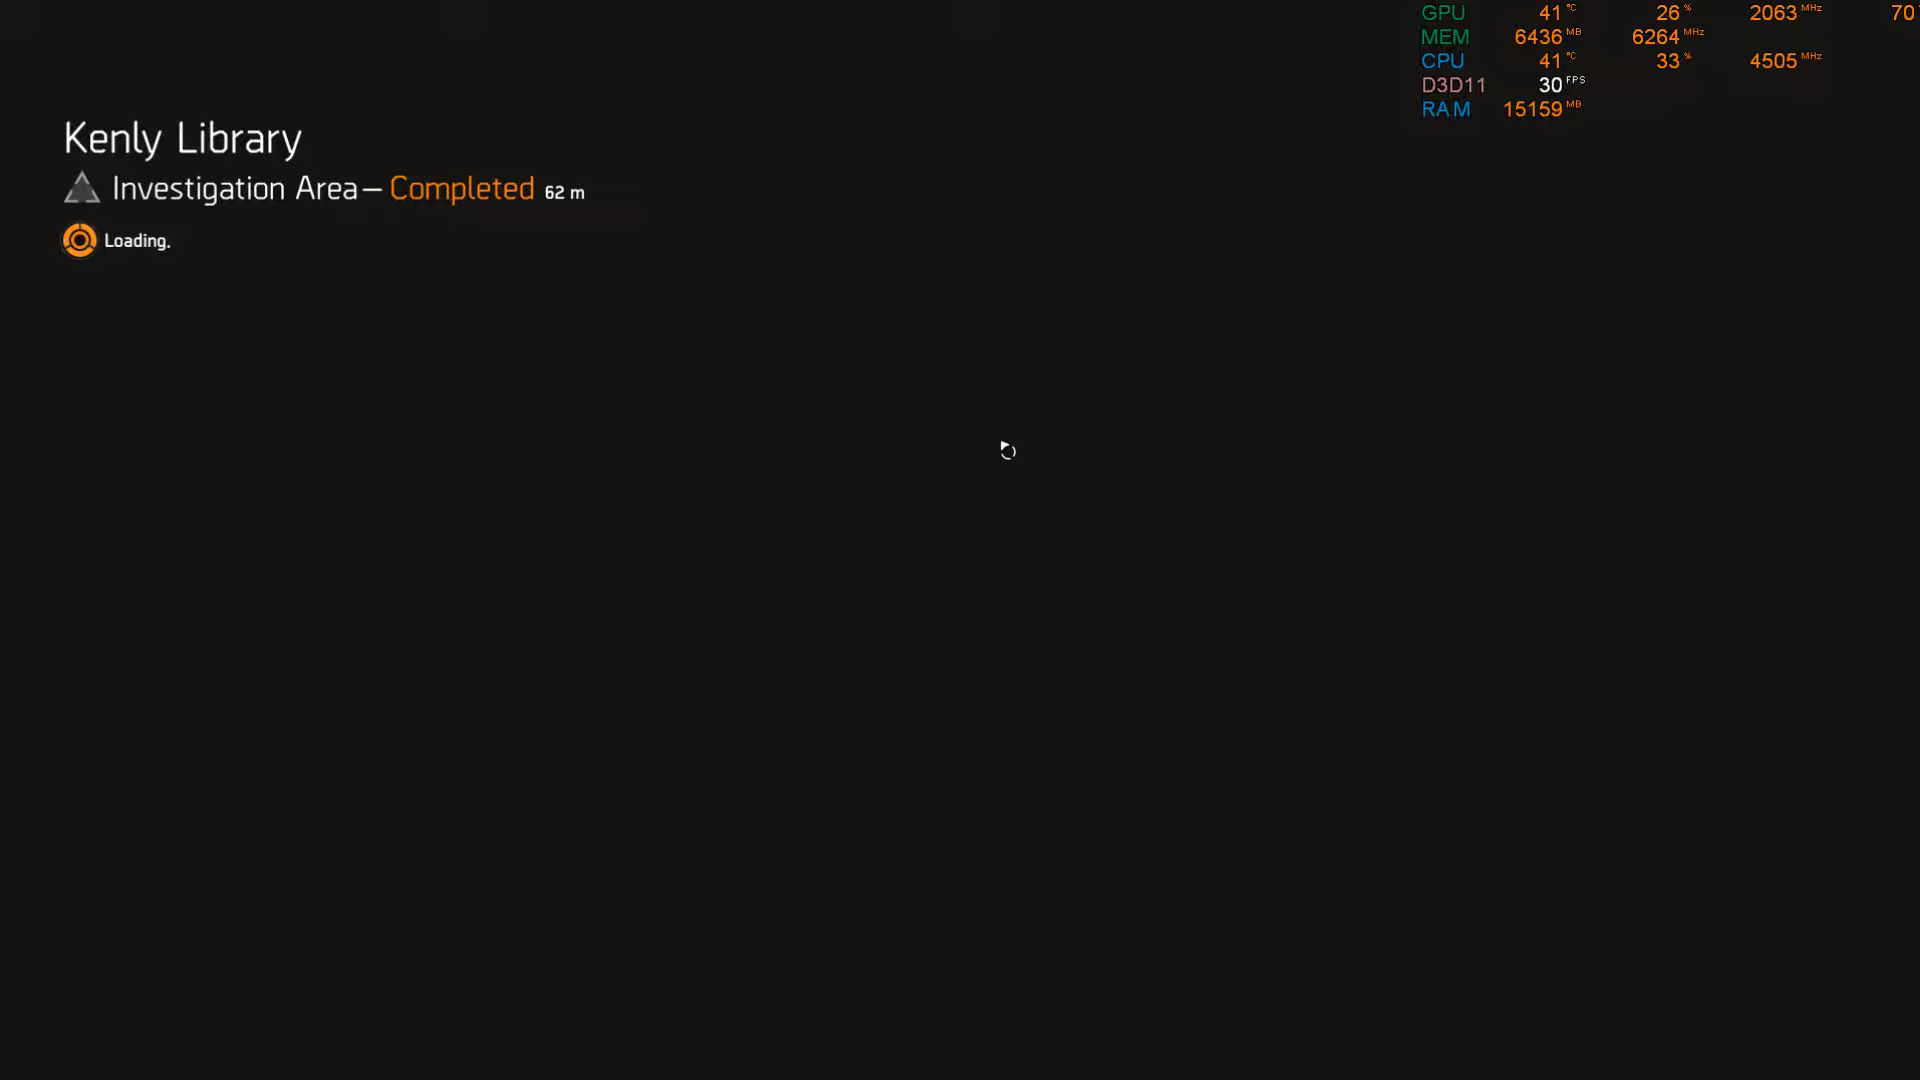 GPU 41 °C 26 % 2063 MHz 70
MEM 6436 MB 6264 MHz
CPU 41 °C 33 % 4505 MHz
D3D11 30 FPS
RAM 15159 MB
Kenly Library
Investigation Area— Completed 62 m
Loading.